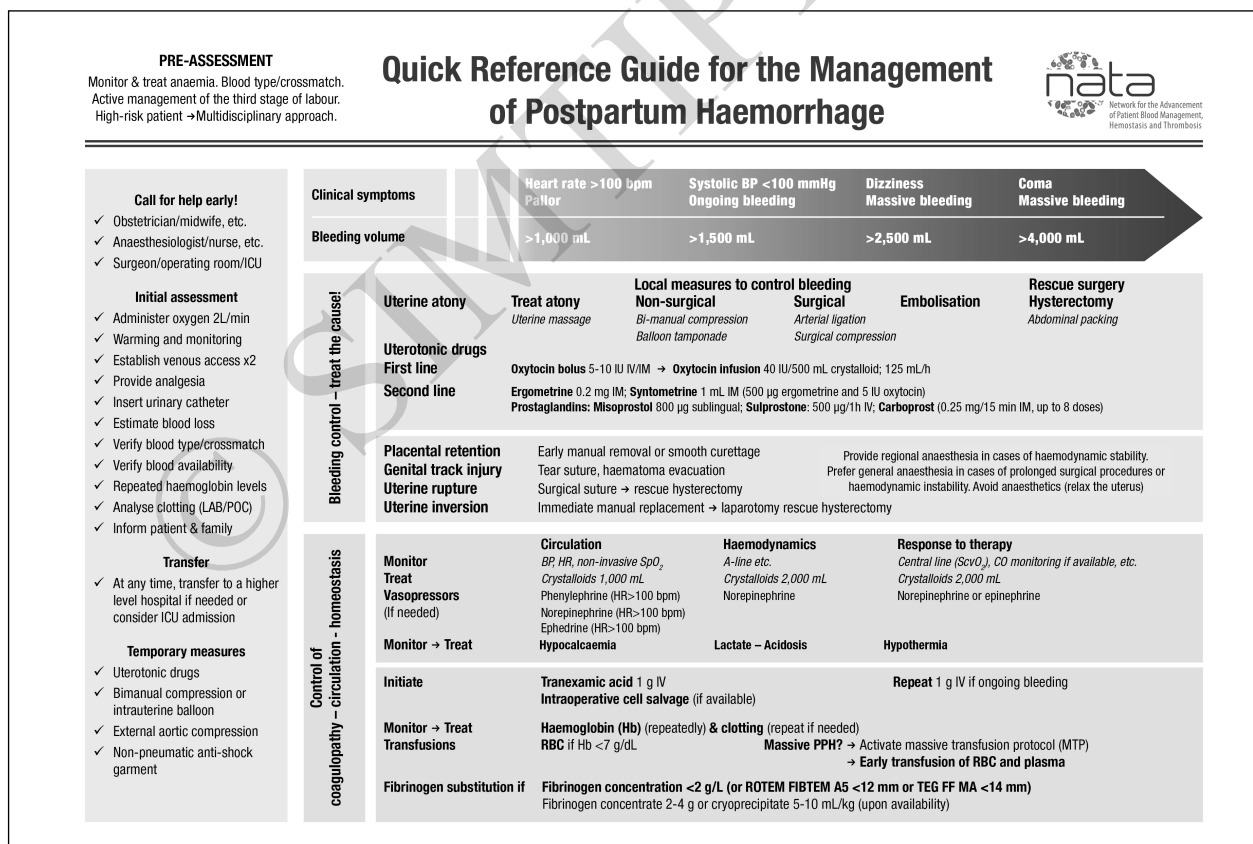 PRE-ASSESSMENT
Monitor & treat anaemia. Blood type/crossmatch.
Active management of the third stage of labour.
High-risk patient → Multidisciplinary approach.
Quick Reference Guide for the Management
of Postpartum Haemorrhage
nata
Network for the Advancement
of Patient Blood Management,
Hemostasis and Thrombosis
Call for help early!
✓ Obstetrician/midwife, etc.
✓ Anaesthesiologist/nurse, etc.
✓ Surgeon/operating room/ICU
Initial assessment
✓ Administer oxygen 2L/min
✓ Warming and monitoring
✓ Establish venous access x2
✓ Provide analgesia
✓ Insert urinary catheter
✓ Estimate blood loss
✓ Verify blood type/crossmatch
✓ Verify blood availability
✓ Repeated haemoglobin levels
✓ Analyse clotting (LAB/POC)
✓ Inform patient & family
Transfer
✓ At any time, transfer to a higher
level hospital if needed or
consider ICU admission
Temporary measures
✓ Uterotonic drugs
✓ Bimanual compression or
intrauterine balloon
✓ External aortic compression
✓ Non-pneumatic anti-shock
garment
Clinical symptoms
Heart rate >100 bpm Systolic BP <100 mmHg Dizziness Coma
Pallor Ongoing bleeding Massive bleeding Massive bleeding
Bleeding volume >1,000 mL >1,500 mL >2,500 mL >4,000 mL
Bleeding control – treat the cause!
Local measures to control bleeding Rescue surgery
Uterine atony Treat atony Non-surgical Surgical Embolisation Hysterectomy
Uterine massage Bi-manual compression Arterial ligation Abdominal packing
Balloon tamponade Surgical compression
Uterotonic drugs
First line Oxytocin bolus 5-10 IU IV/IM → Oxytocin infusion 40 IU/500 mL crystalloid; 125 mL/h
Second line Ergometrine 0.2 mg IM; Syntometrine 1 mL IM (500 µg ergometrine and 5 IU oxytocin)
Prostaglandins: Misoprostol 800 µg sublingual; Sulprostone: 500 µg/1h IV; Carboprost (0.25 mg/15 min IM, up to 8 doses)
Placental retention Early manual removal or smooth curettage
Genital track injury Tear suture, haematoma evacuation
Uterine rupture Surgical suture → rescue hysterectomy
Uterine inversion Immediate manual replacement → laparotomy rescue hysterectomy
Provide regional anaesthesia in cases of haemodynamic stability.
Prefer general anaesthesia in cases of prolonged surgical procedures or
haemodynamic instability. Avoid anaesthetics (relax the uterus)
Control of
coagulopathy – circulation - homeostasis
Circulation Haemodynamics Response to therapy
Monitor BP, HR, non-invasive SpO2 A-line etc. Central line (ScvO2), CO monitoring if available, etc.
Treat Crystalloids 1,000 mL Crystalloids 2,000 mL Crystalloids 2,000 mL
Vasopressors Phenylephrine (HR>100 bpm) Norepinephrine Norepinephrine or epinephrine
(If needed) Norepinephrine (HR>100 bpm)
Ephedrine (HR>100 bpm)
Monitor → Treat Hypocalcaemia Lactate – Acidosis Hypothermia
Initiate Tranexamic acid 1 g IV Repeat 1 g IV if ongoing bleeding
Intraoperative cell salvage (if available)
Monitor → Treat Haemoglobin (Hb) (repeatedly) & clotting (repeat if needed)
Transfusions RBC if Hb <7 g/dL Massive PPH? → Activate massive transfusion protocol (MTP)
→ Early transfusion of RBC and plasma
Fibrinogen substitution if Fibrinogen concentration <2 g/L (or ROTEM FIBTEM A5 <12 mm or TEG FF MA <14 mm)
Fibrinogen concentrate 2-4 g or cryoprecipitate 5-10 mL/kg (upon availability)